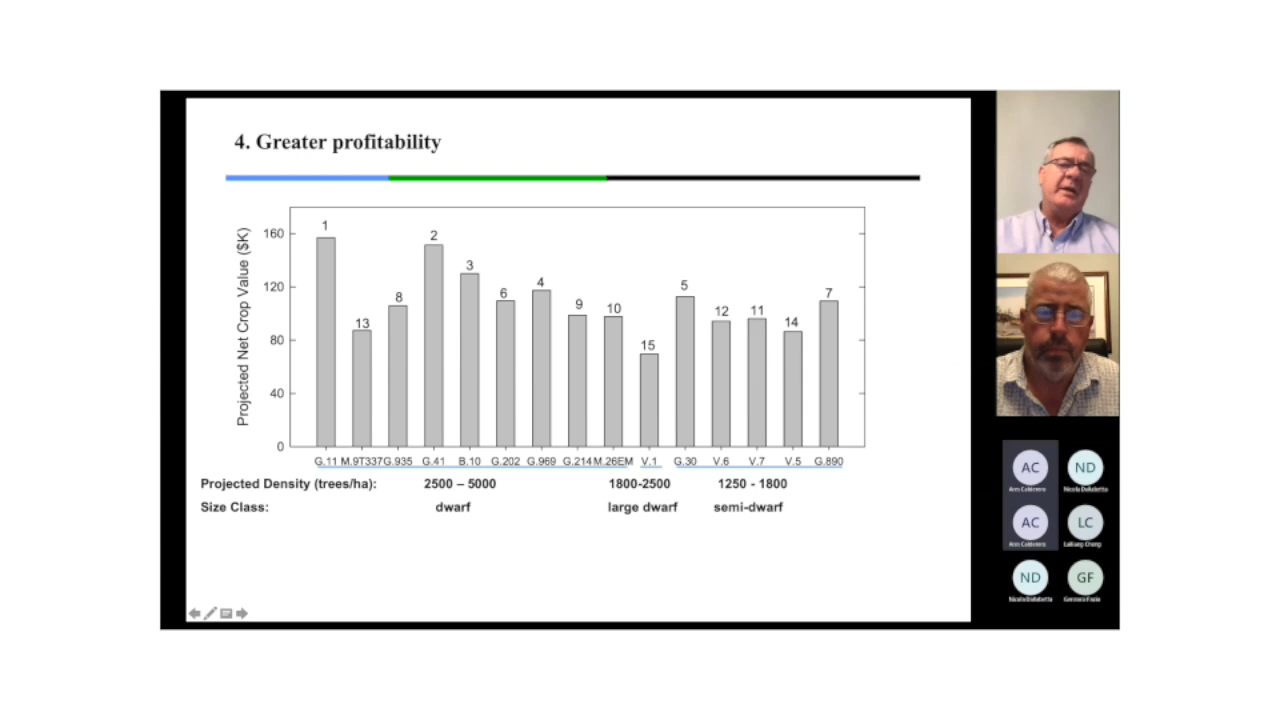 4. Greater profitability
Projected Net Crop Value ($K)
160
120
80
40
0
1
13
8
2
3
6
4
9
10
15
5
12
11
14
7
G.11 M.9T337 G.935 G.41 B.10 G.202 G.969 G.214 M.26EM V.1 G.30 V.6 V.7 V.5 G.890
Projected Density (trees/ha): 2500 – 5000 1800-2500 1250 - 1800
Size Class: dwarf large dwarf semi-dwarf
AC ND
AC LC
ND GF